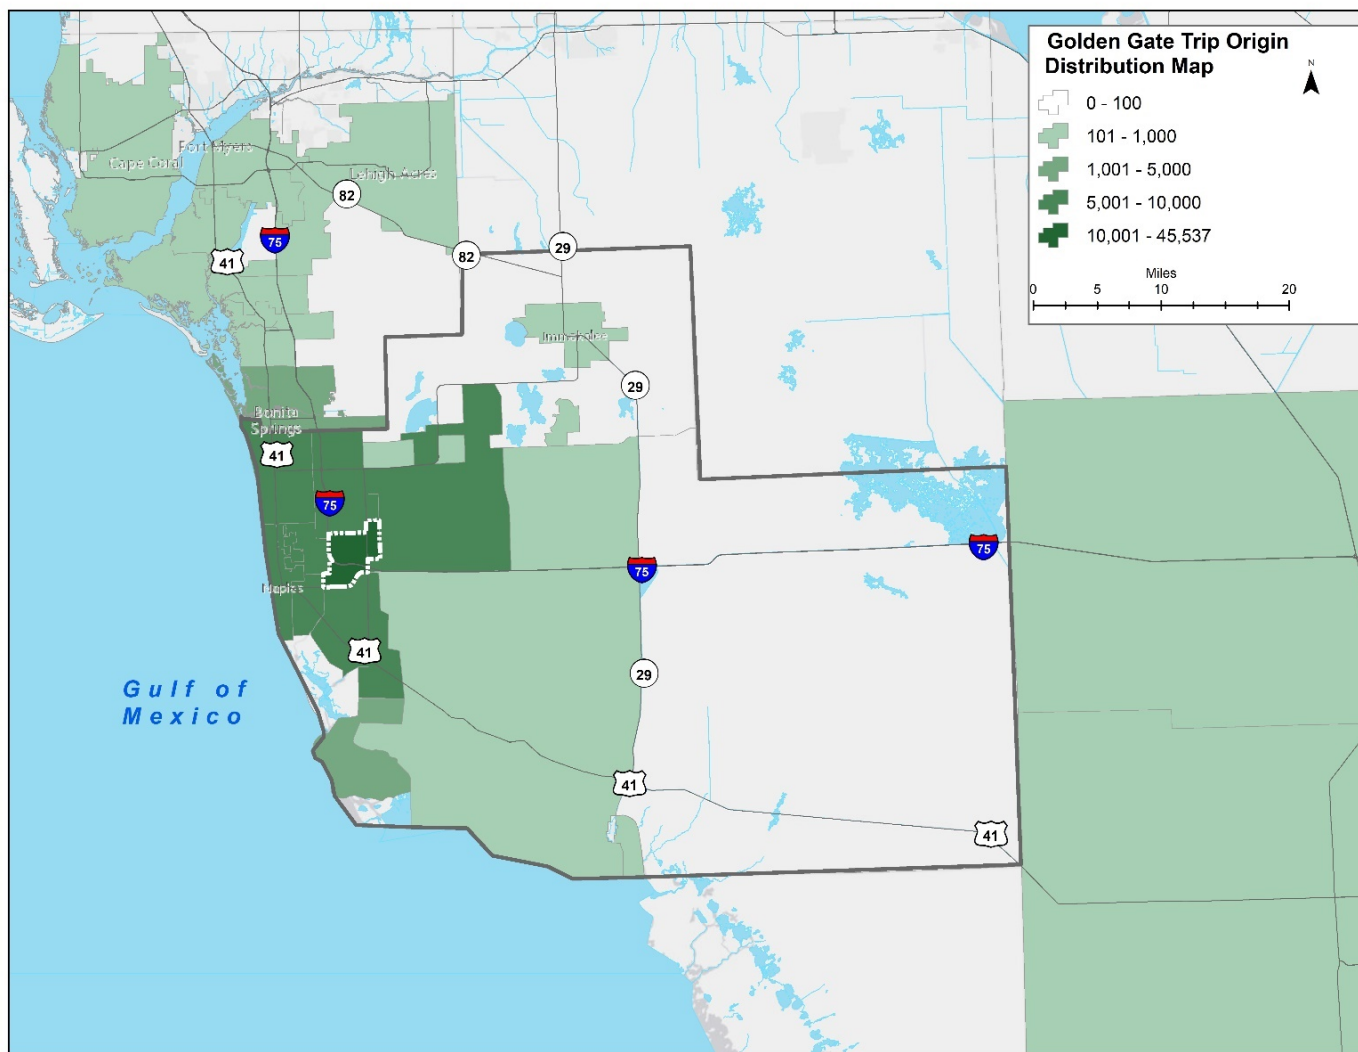 Golden Gate Trip Origin
Distribution Map
N
0 - 100
101 - 1,000
1,001 - 5,000
5,001 - 10,000
10,001 - 45,537
Miles
0 5 10 20
Fort Myers
Cape Coral
Lehigh Acres
82
75
41
82
29
Immokalee
29
Bonita
Springs
41
75
75
75
Naples
41
29
Gulf of
Mexico
41
41